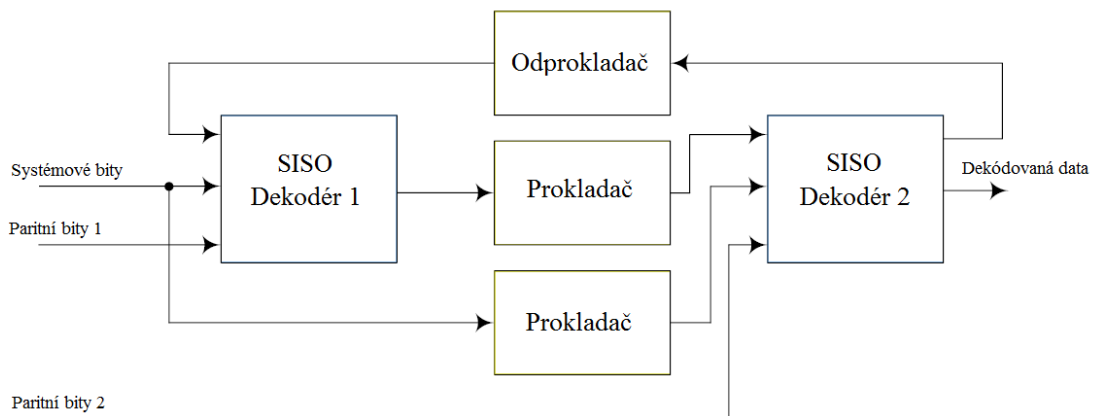 Odprokladač
SISO
Dekodér 1
Prokladač
SISO
Dekodér 2
Systémové bity
Dekódovaná data
Paritní bity 1
Prokladač
Paritní bity 2